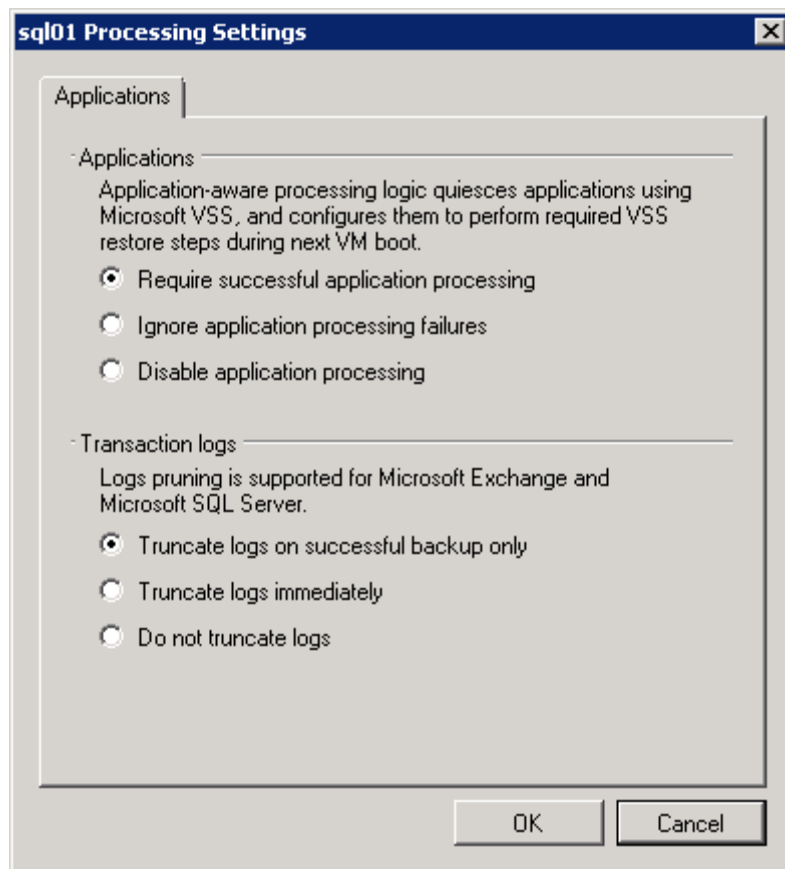 sql01 Processing Settings
Applications
Applications
Application-aware processing logic quiesces applications using
Microsoft VSS, and configures them to perform required VSS
restore steps during next VM boot.
Require successful application processing
Ignore application processing failures
Disable application processing
Transaction logs
Logs pruning is supported for Microsoft Exchange and
Microsoft SQL Server.
Truncate logs on successful backup only
Truncate logs immediately
Do not truncate logs
OK Cancel